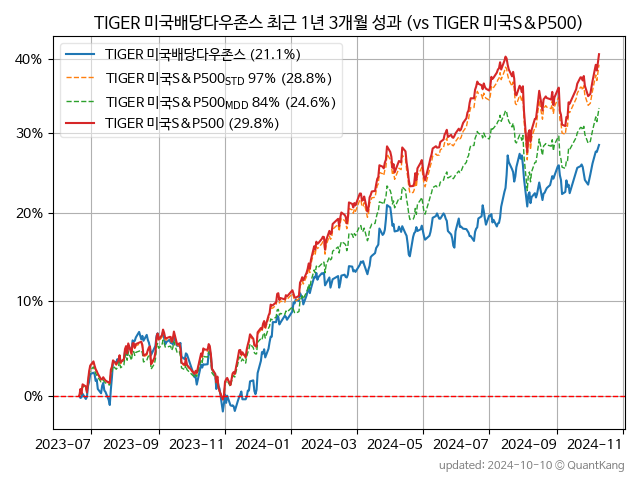 TIGER 미국배당다우존스 최근 1년 3개월 성과 (vs TIGER 미국S&P500)
TIGER 미국배당다우존스 (21.1%)
TIGER 미국S&P500STD 97% (28.8%)
TIGER 미국S&P500MDD 84% (24.6%)
TIGER 미국S&P500 (29.8%)
40%
30%
20%
10%
0%
2023-07 2023-09 2023-11 2024-01 2024-03 2024-05 2024-07 2024-09 2024-11
updated: 2024-10-10 © QuantKang